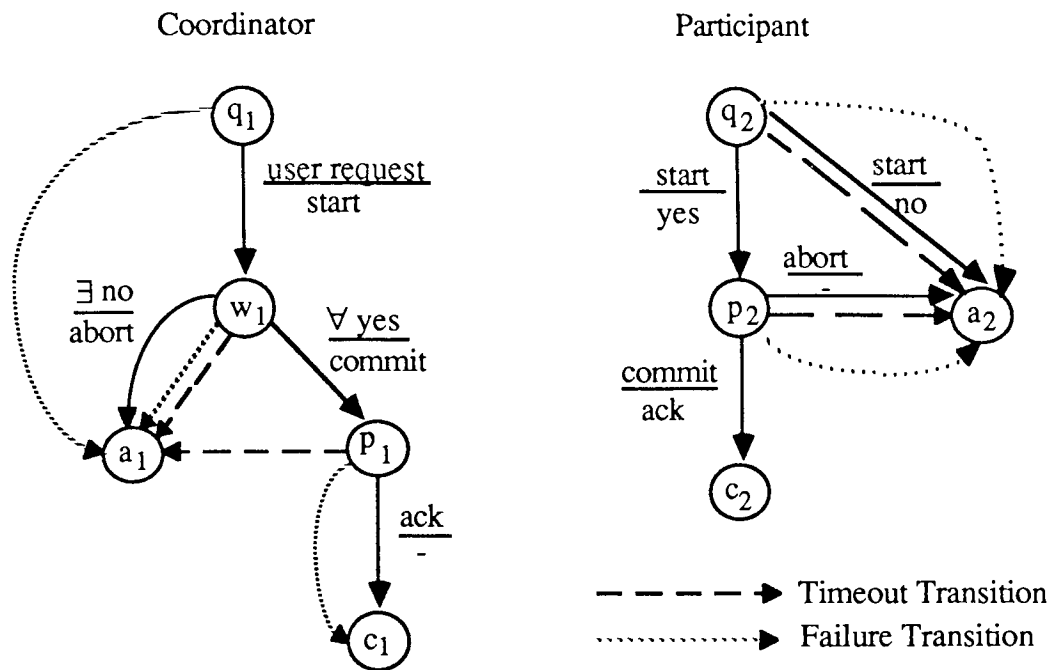 Coordinator
Participant
q1
q2
user request
start
start
yes
start
no
∃ no
abort
w1
∀ yes
commit
abort
-
p2
a2
commit
ack
a1
p1
c2
ack
-
c1
Timeout Transition
Failure Transition